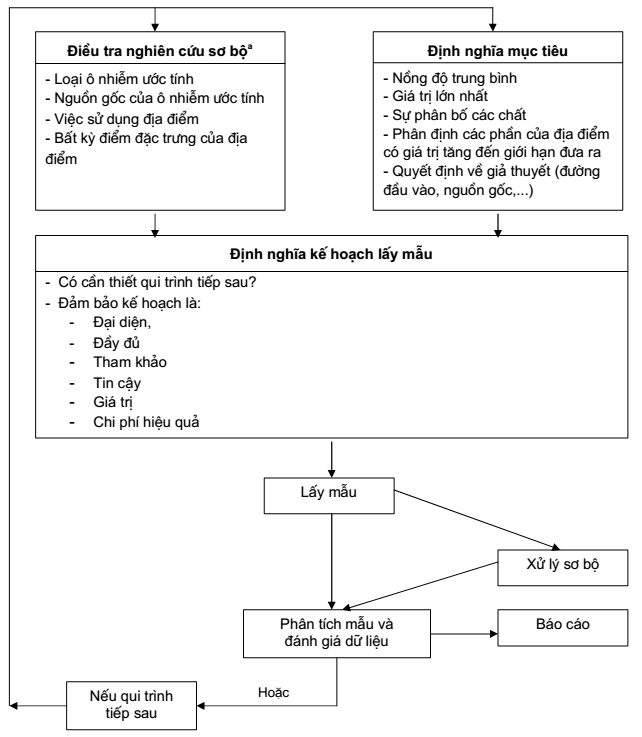 Điều tra nghiên cứu sơ bộᵃ
- Loại ô nhiễm ước tính
- Nguồn gốc của ô nhiễm ước tính
- Việc sử dụng địa điểm
- Bất kỳ điểm đặc trưng của địa
điểm
Định nghĩa mục tiêu
- Nồng độ trung bình
- Giá trị lớn nhất
- Sự phân bố các chất
- Phân định các phần của địa điểm
có giá trị tăng đến giới hạn đưa ra
- Quyết định về giả thuyết (đường
đầu vào, nguồn gốc,...)
Định nghĩa kế hoạch lấy mẫu
- Có cần thiết qui trình tiếp sau?
- Đảm bảo kế hoạch là:
- Đại diện,
- Đầy đủ
- Tham khảo
- Tin cậy
- Giá trị
- Chi phí hiệu quả
Lấy mẫu
Xử lý sơ bộ
Phân tích mẫu và
đánh giá dữ liệu
Báo cáo
Hoặc
Nếu qui trình
tiếp sau